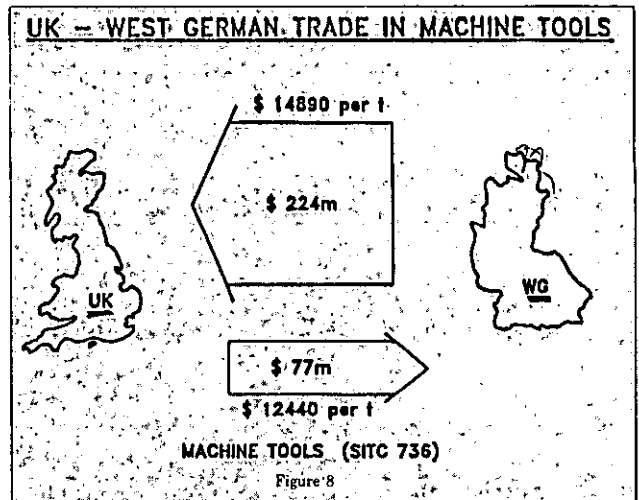 UK – WEST GERMAN TRADE IN MACHINE TOOLS
$ 14890 per t
$ 224m
UK
WG
$ 77m
$ 12440 per t
MACHINE TOOLS (SITC 736)
Figure 8